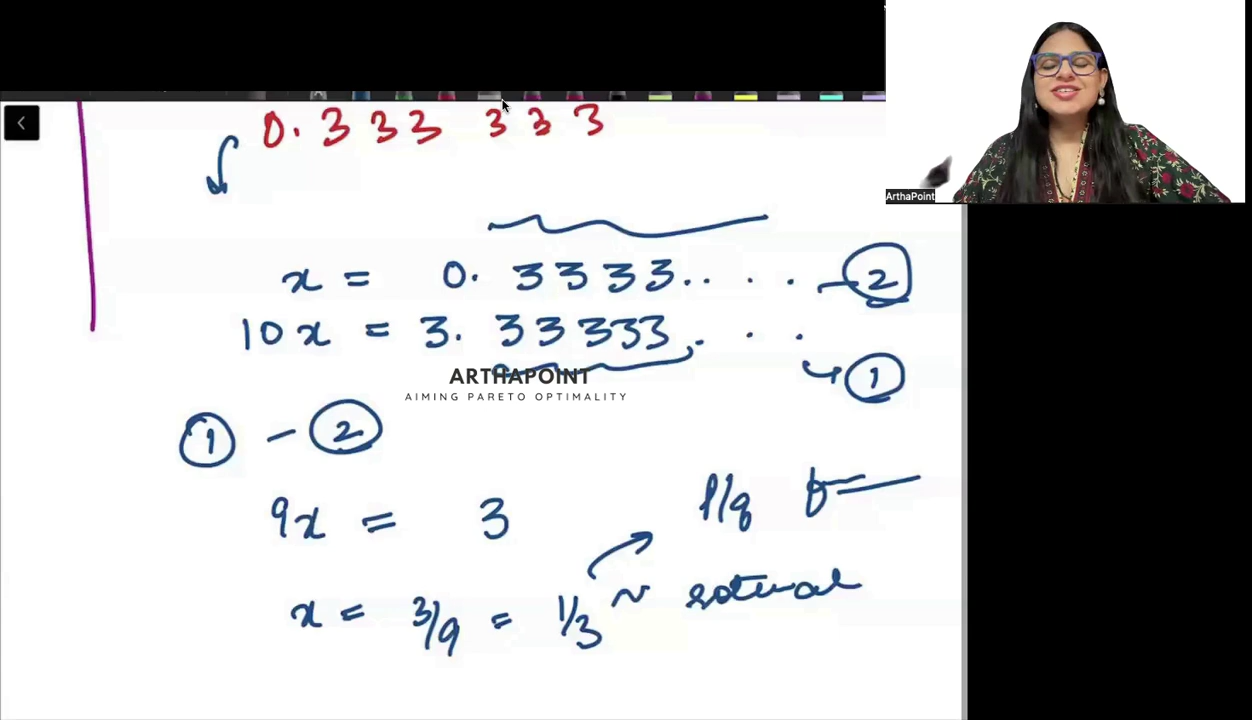 0.333 333
x = 0.3333.. . . — 2
10x = 3.33333. . .
1
ARTHAPOINT
AIMING PARETO OPTIMALITY
1 - 2
9x = 3
p/q
x = 3/9 = 1/3 ~ rational
ArthaPoint